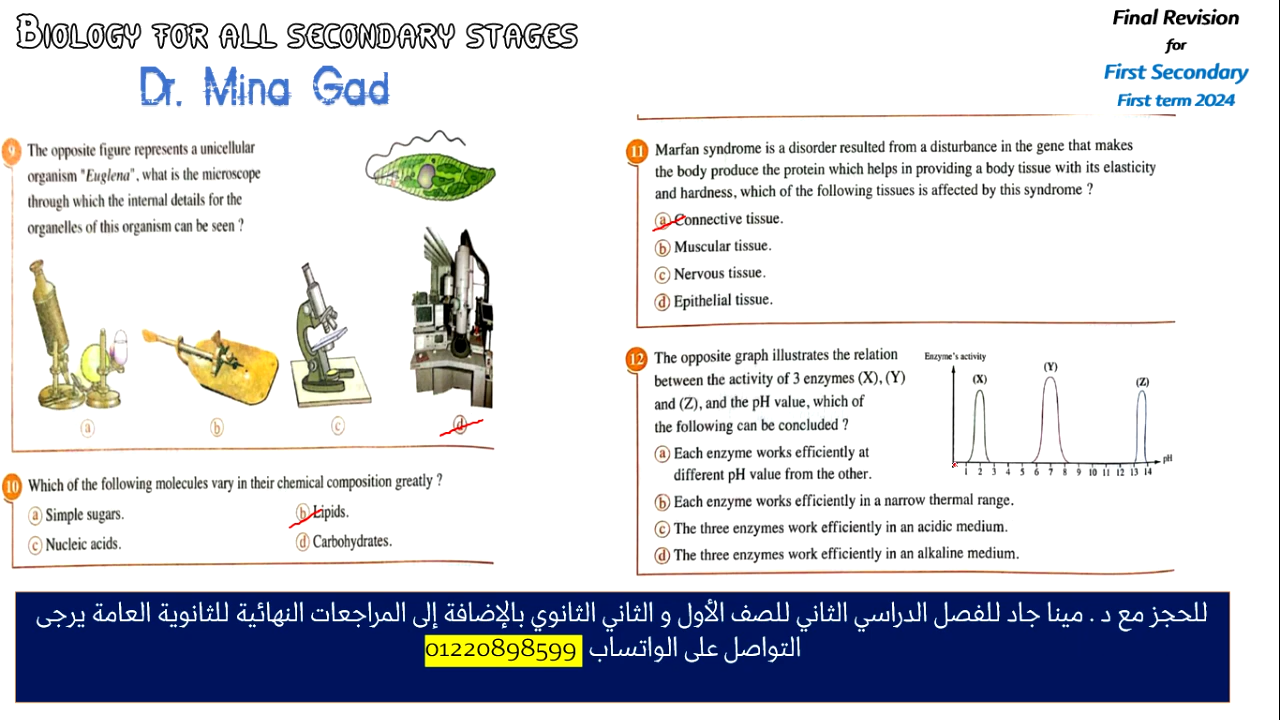 BIOLOGY FOR ALL SECONDARY STAGES
Dr. Mina Gad
Final Revision
for
First Secondary
First term 2024
9 The opposite figure represents a unicellular
organism "Euglena", what is the microscope
through which the internal details for the
organelles of this organism can be seen ?
a b c d
10 Which of the following molecules vary in their chemical composition greatly ?
a Simple sugars. b Lipids.
c Nucleic acids. d Carbohydrates.
11 Marfan syndrome is a disorder resulted from a disturbance in the gene that makes
the body produce the protein which helps in providing a body tissue with its elasticity
and hardness, which of the following tissues is affected by this syndrome ?
a Connective tissue.
b Muscular tissue.
c Nervous tissue.
d Epithelial tissue.
12 The opposite graph illustrates the relation
between the activity of 3 enzymes (X), (Y)
and (Z), and the pH value, which of
the following can be concluded ?
a Each enzyme works efficiently at
different pH value from the other.
b Each enzyme works efficiently in a narrow thermal range.
c The three enzymes work efficiently in an acidic medium.
d The three enzymes work efficiently in an alkaline medium.
Enzyme's activity
(X) (Y) (Z)
pH
1 2 3 4 5 6 7 8 9 10 11 12 13 14
للحجز مع د . مينا جاد للفصل الدراسي الثاني للصف الأول و الثاني الثانوي بالإضافة إلى المراجعات النهائية للثانوية العامة يرجى
التواصل على الواتساب 01220898599